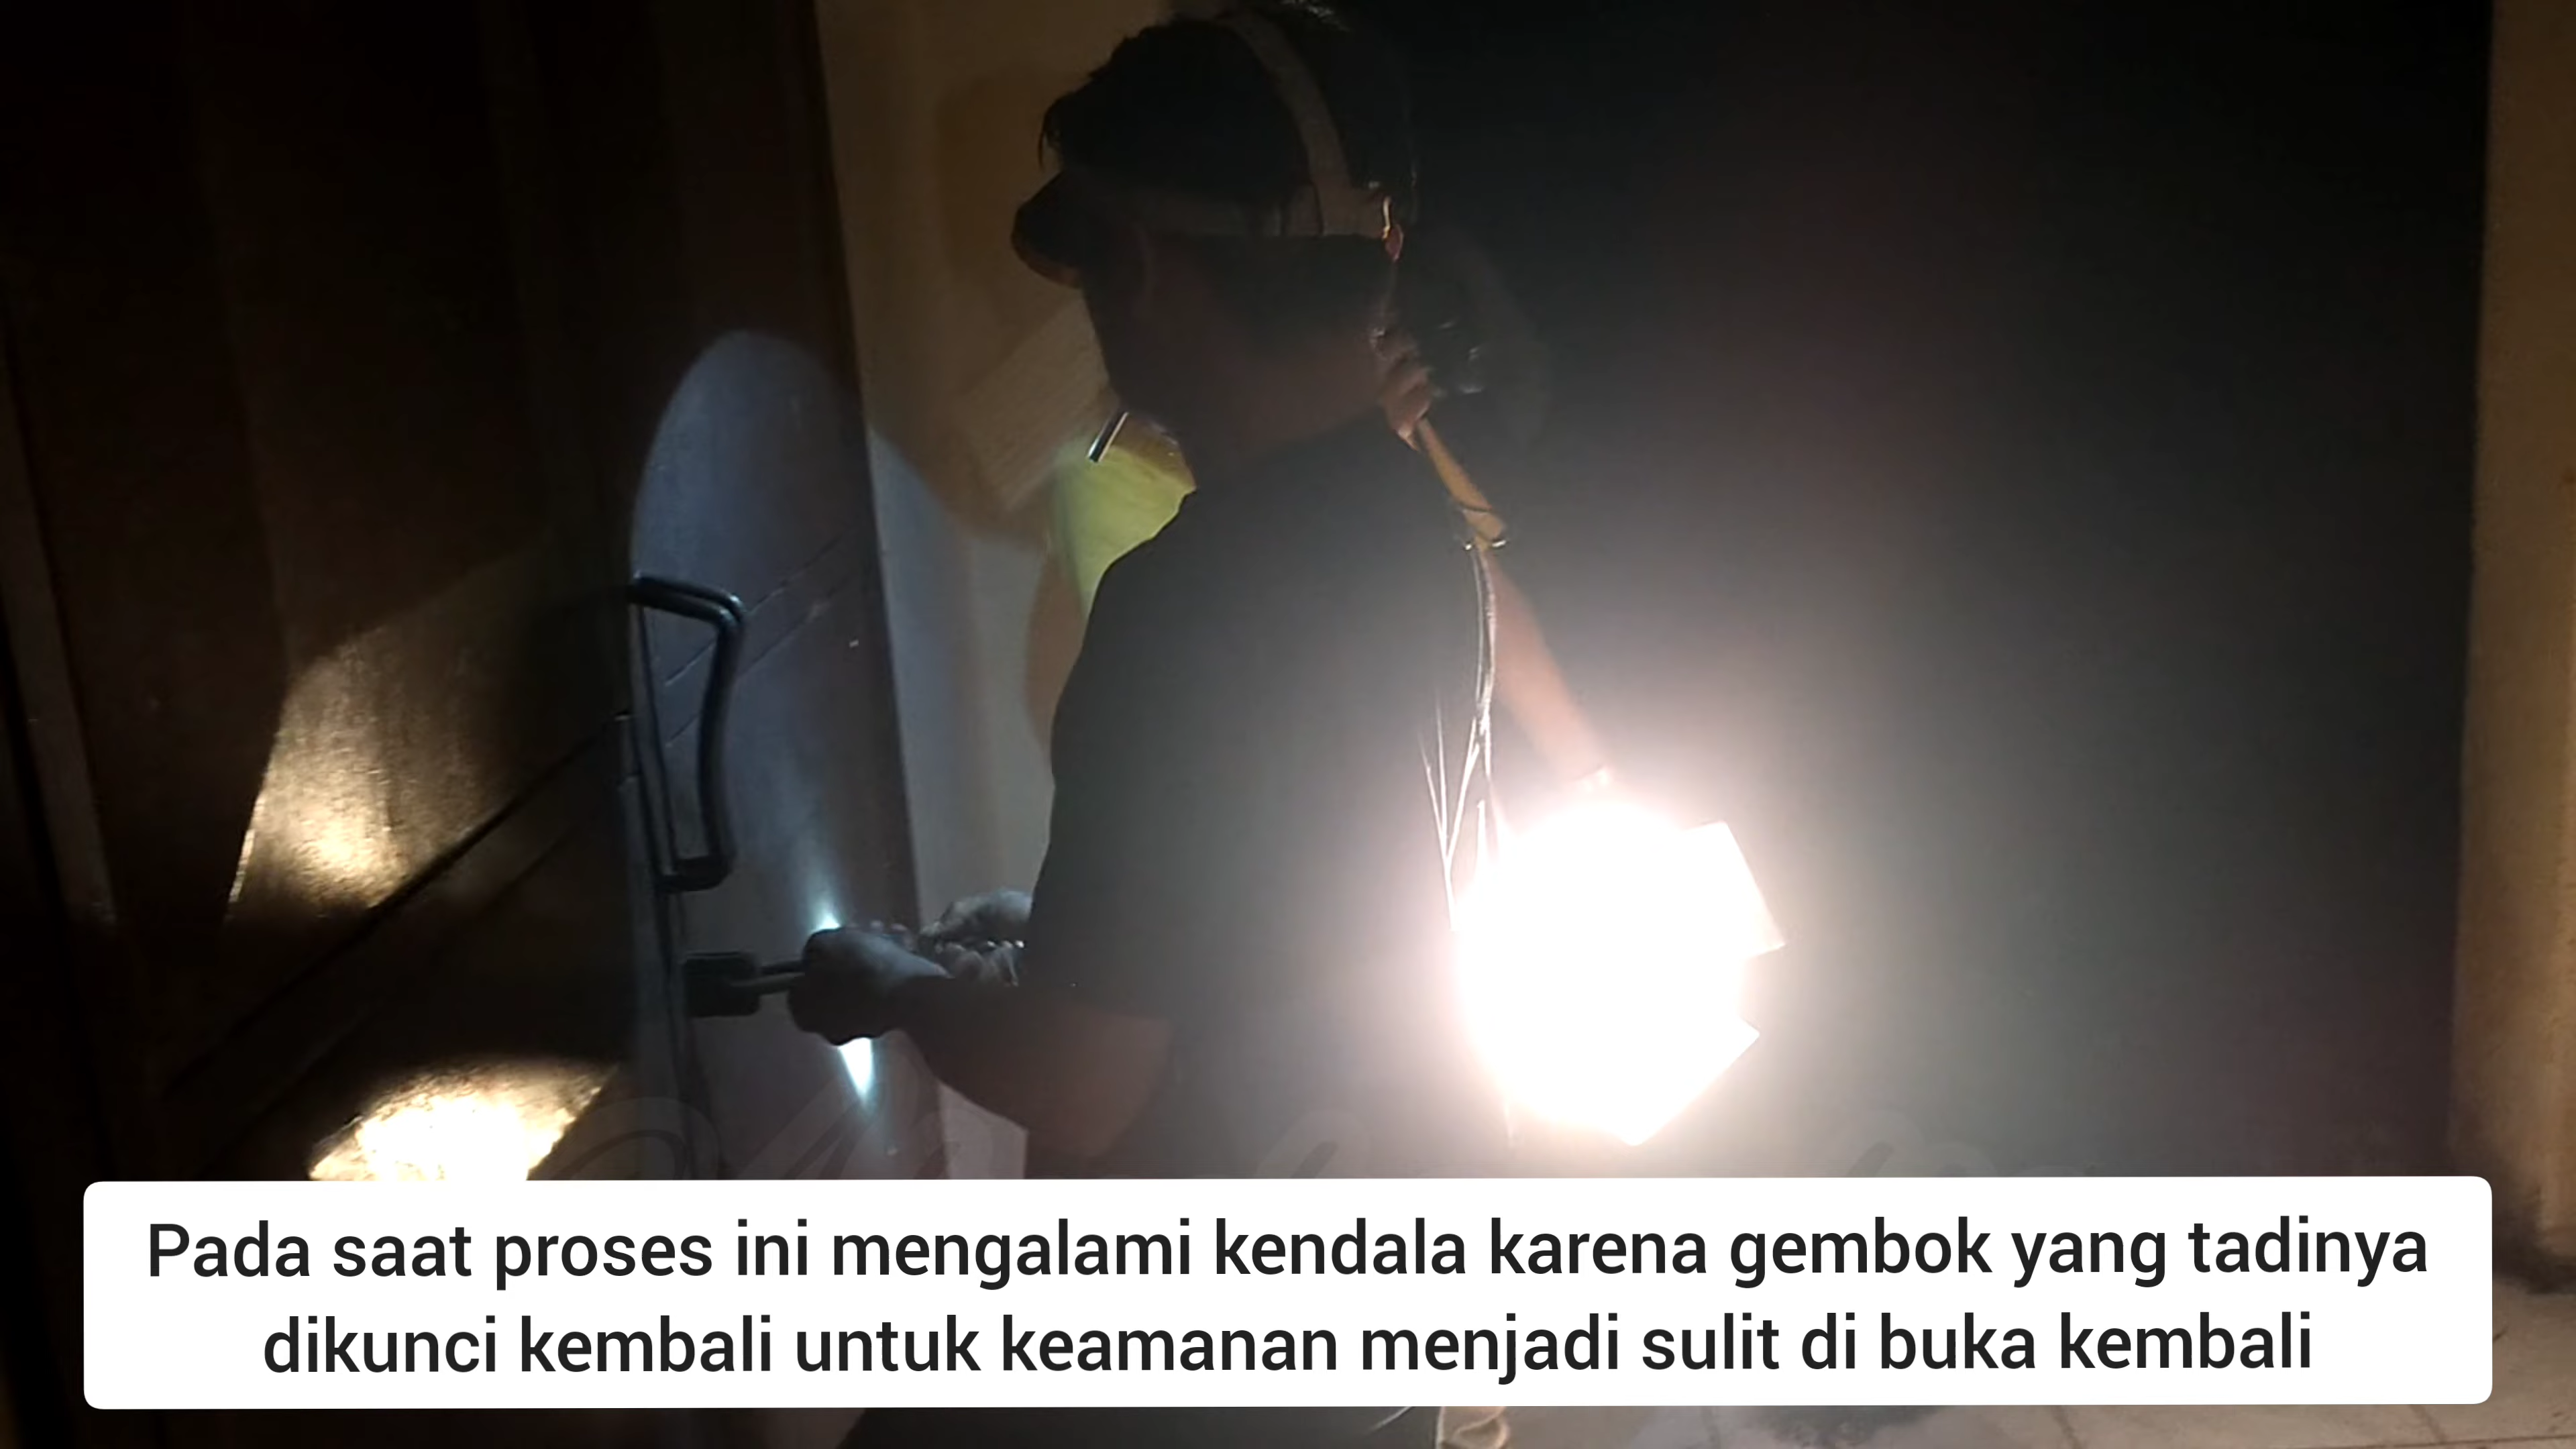 Pada saat proses ini mengalami kendala karena gembok yang tadinya
dikunci kembali untuk keamanan menjadi sulit di buka kembali